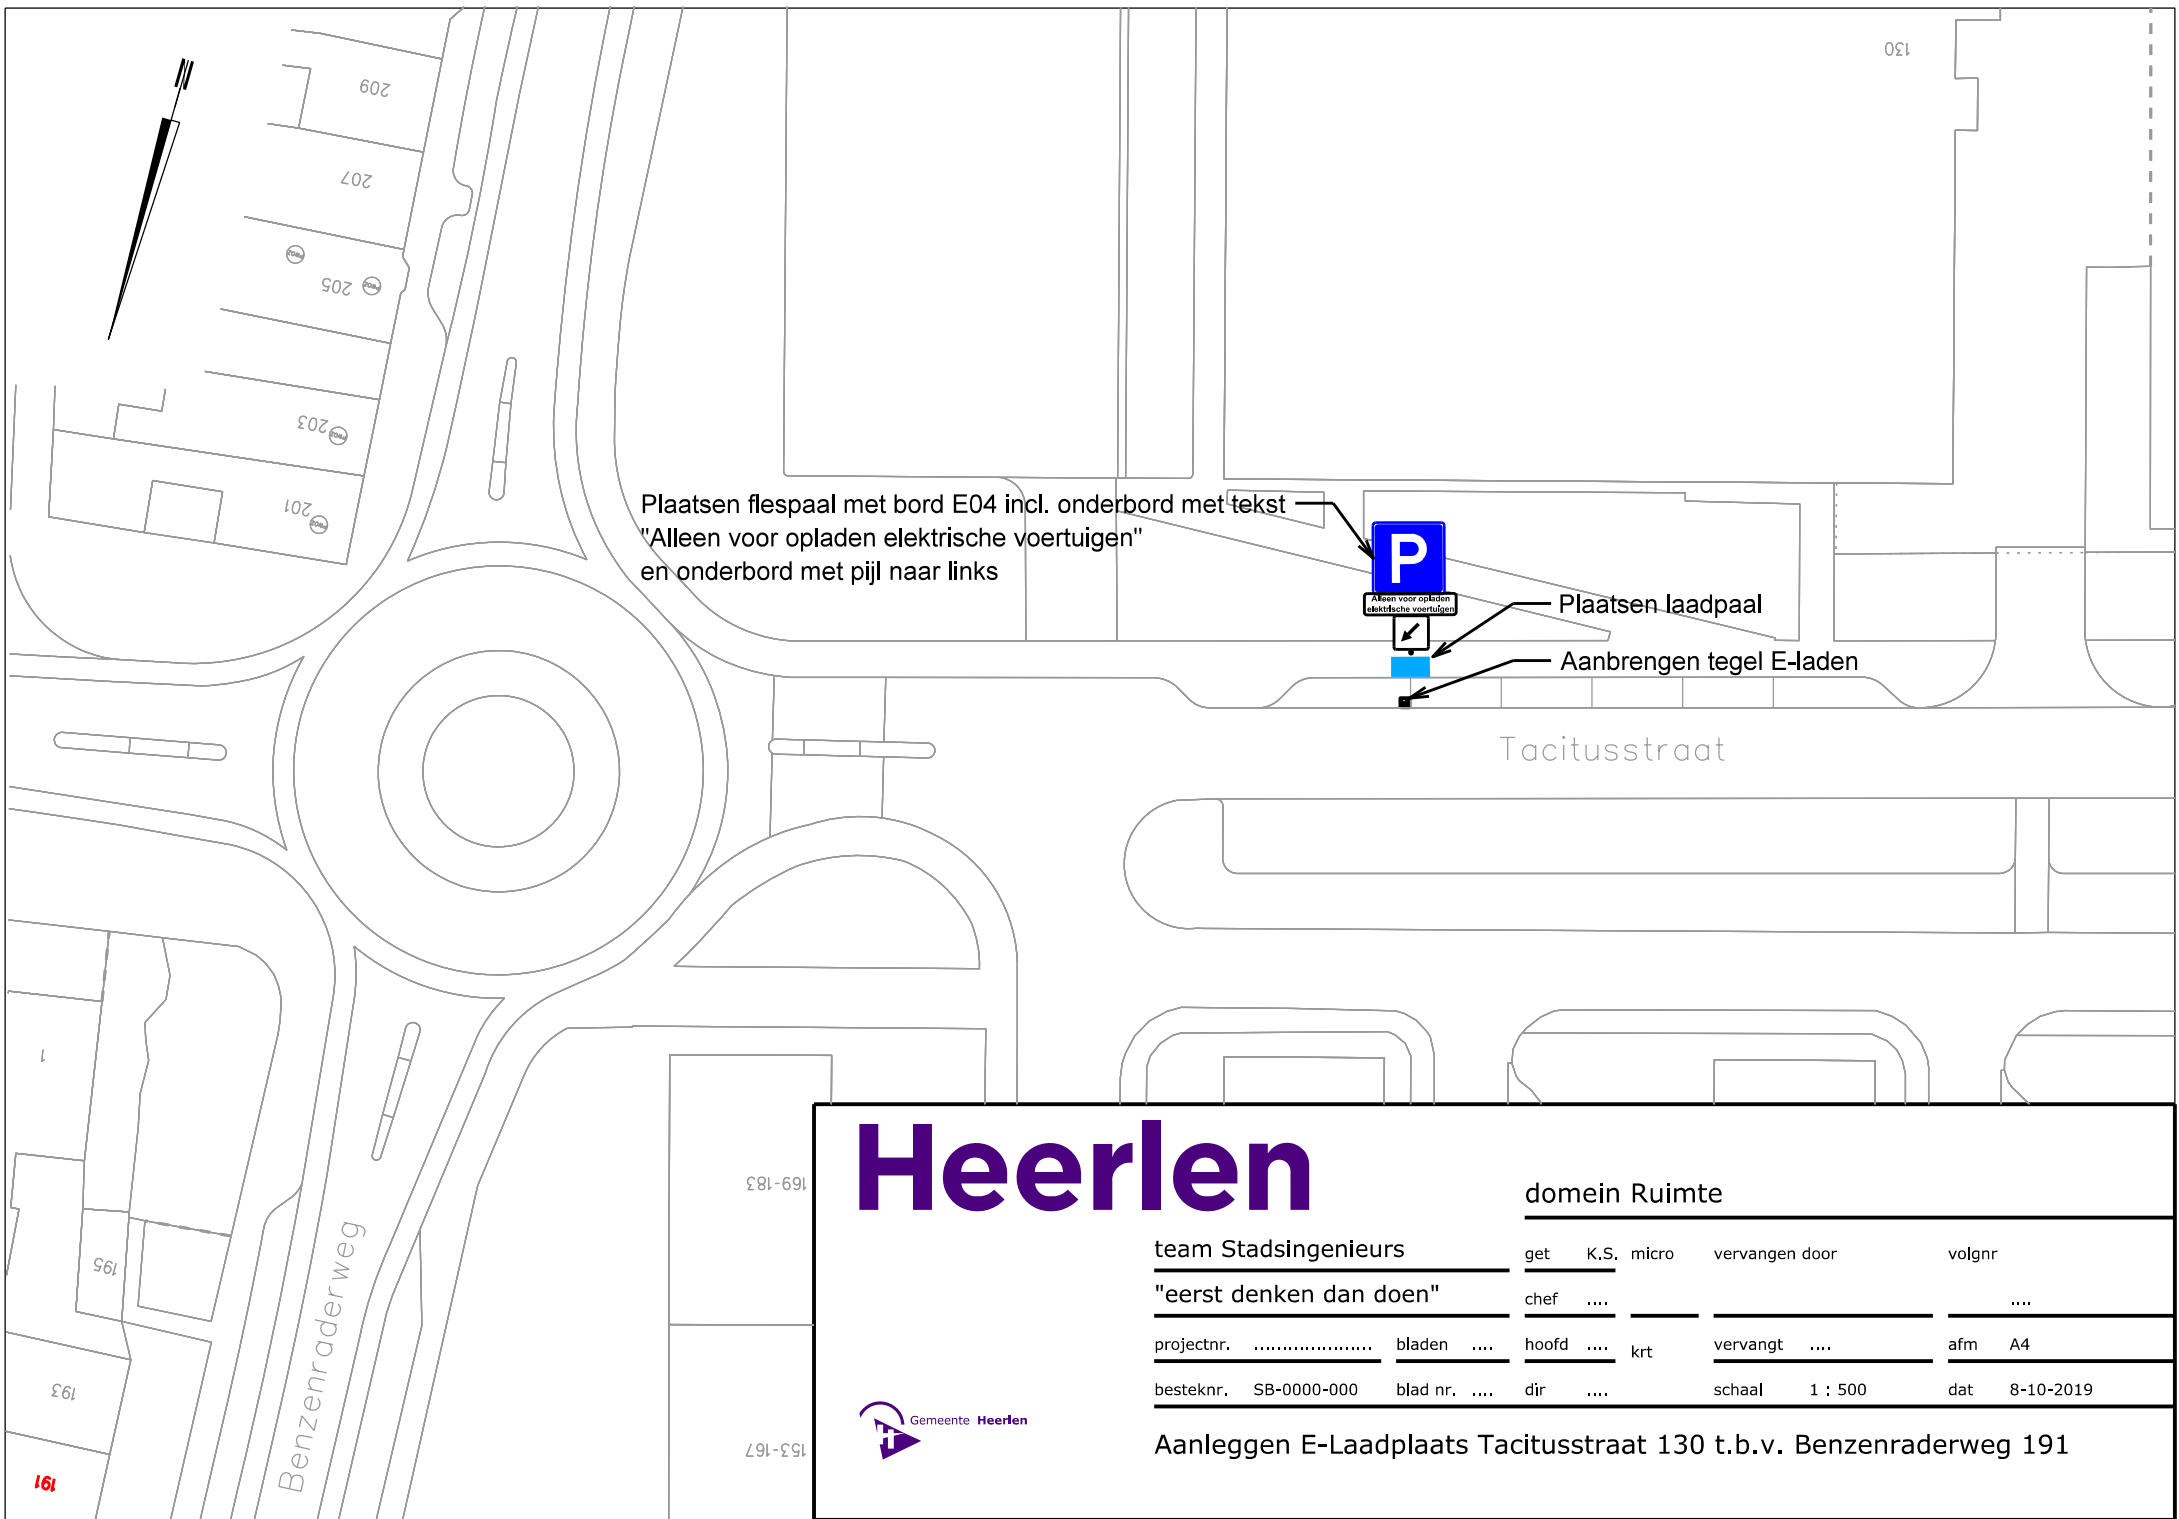 N
209
207
205
203
201
130
Plaatsen flespaal met bord E04 incl. onderbord met tekst
"Alleen voor opladen elektrische voertuigen"
en onderbord met pijl naar links
P
Alleen voor opladen
elektrische voertuigen
Plaatsen laadpaal
Aanbrengen tegel E-laden
Tacitusstraat
1
195
193
191
Benzenraderweg
169-183
153-167
Heerlen
domein Ruimte
team Stadsingenieurs
get K.S. micro vervangen door volgnr
"eerst denken dan doen"
chef .... ....
projectnr. ..................... bladen .... hoofd .... krt vervangt .... afm A4
besteknr. SB-0000-000 blad nr. .... dir .... schaal 1 : 500 dat 8-10-2019
H Gemeente Heerlen
Aanleggen E-Laadplaats Tacitusstraat 130 t.b.v. Benzenraderweg 191